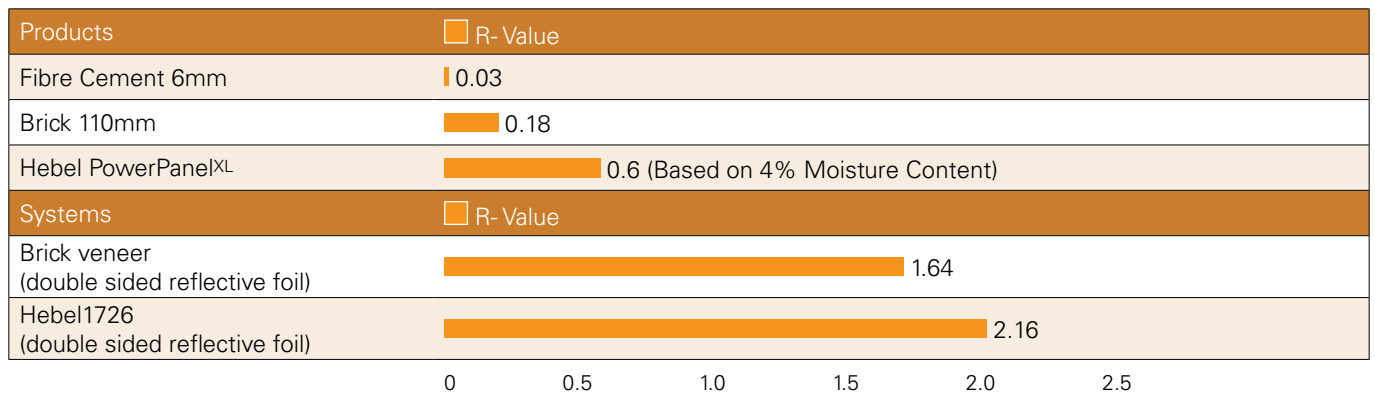 Products R- Value
Fibre Cement 6mm 0.03
Brick 110mm 0.18
Hebel PowerPanelXL 0.6 (Based on 4% Moisture Content)
Systems R- Value
Brick veneer
(double sided reflective foil) 1.64
Hebel1726
(double sided reflective foil) 2.16
0 0.5 1.0 1.5 2.0 2.5